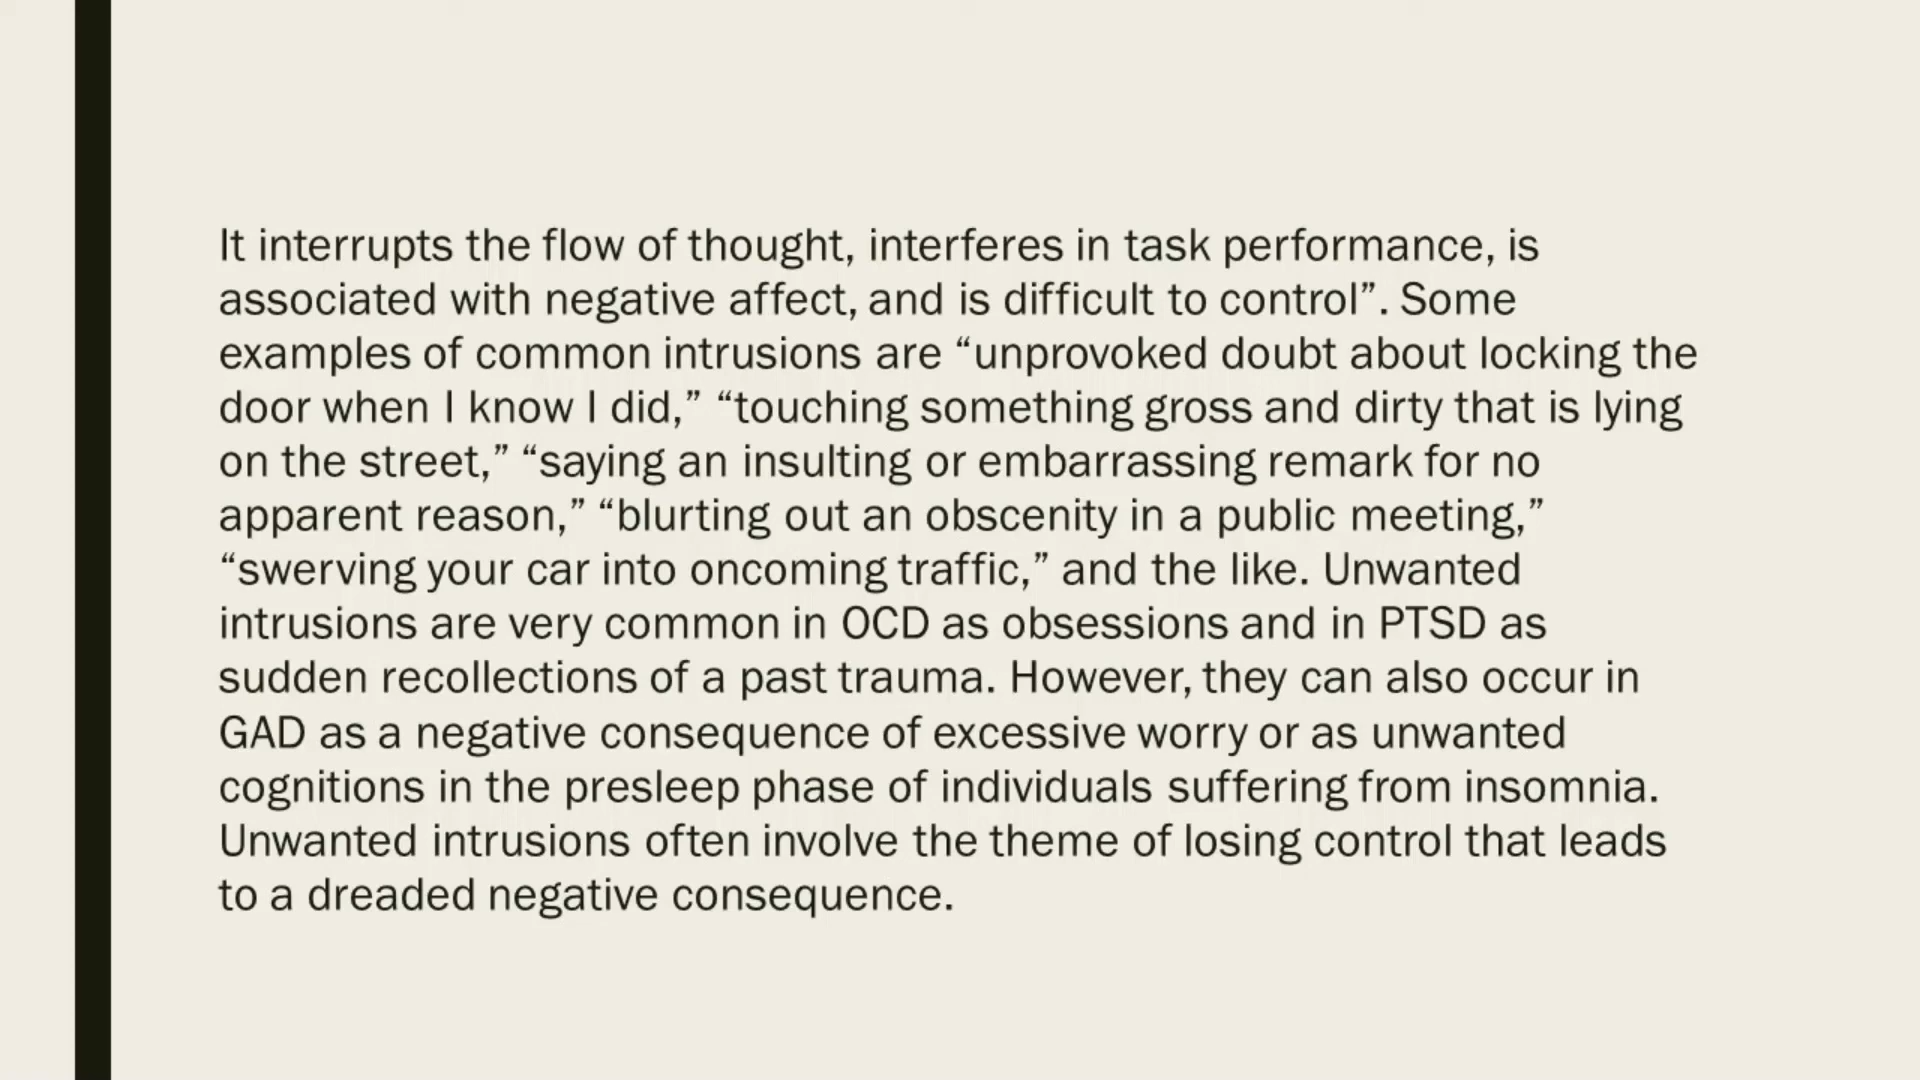 It interrupts the flow of thought, interferes in task performance, is
associated with negative affect, and is difficult to control”. Some
examples of common intrusions are “unprovoked doubt about locking the
door when I know I did,” “touching something gross and dirty that is lying
on the street,” “saying an insulting or embarrassing remark for no
apparent reason,” “blurting out an obscenity in a public meeting,”
“swerving your car into oncoming traffic,” and the like. Unwanted
intrusions are very common in OCD as obsessions and in PTSD as
sudden recollections of a past trauma. However, they can also occur in
GAD as a negative consequence of excessive worry or as unwanted
cognitions in the presleep phase of individuals suffering from insomnia.
Unwanted intrusions often involve the theme of losing control that leads
to a dreaded negative consequence.